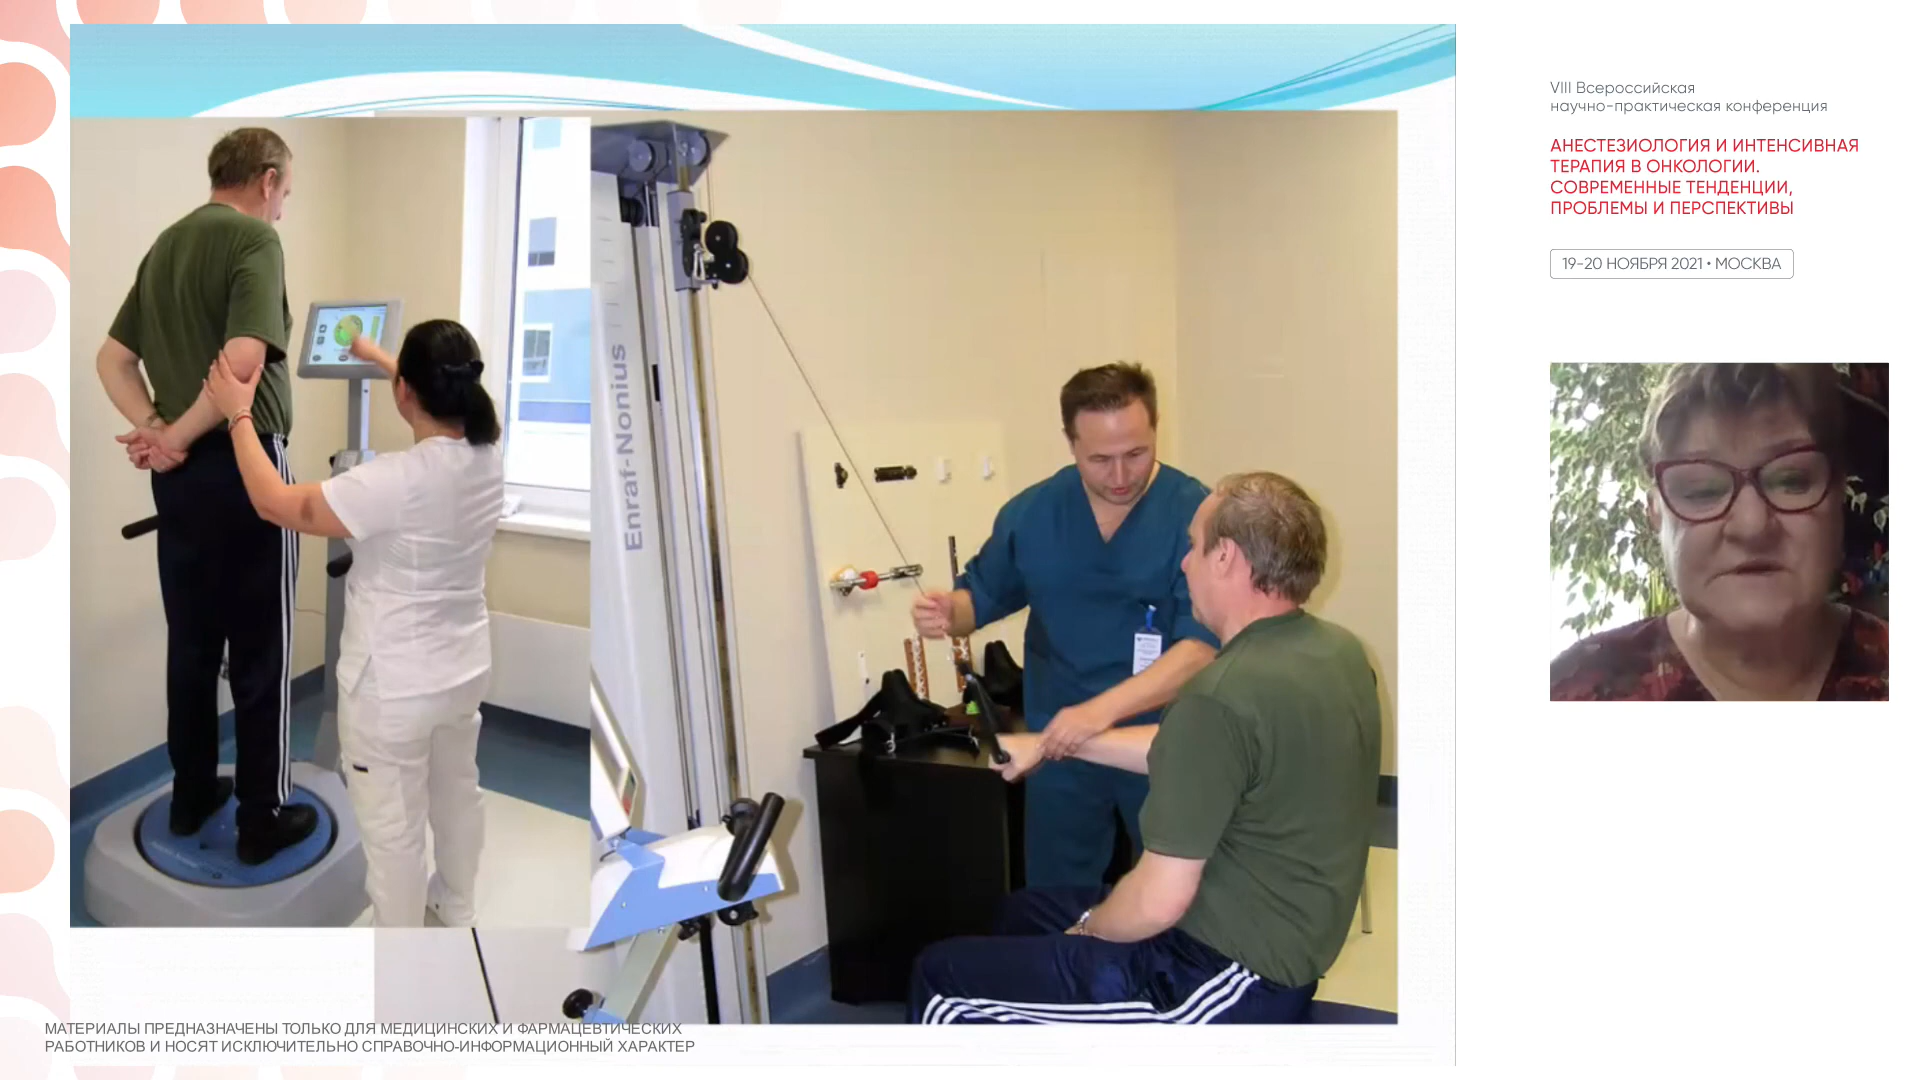 VIII Всероссийская
научно-практическая конференция
АНЕСТЕЗИОЛОГИЯ И ИНТЕНСИВНАЯ
ТЕРАПИЯ В ОНКОЛОГИИ.
СОВРЕМЕННЫЕ ТЕНДЕНЦИИ,
ПРОБЛЕМЫ И ПЕРСПЕКТИВЫ
19-20 НОЯБРЯ 2021 • МОСКВА
Enraf-Nonius
МАТЕРИАЛЫ ПРЕДНАЗНАЧЕНЫ ТОЛЬКО ДЛЯ МЕДИЦИНСКИХ И ФАРМАЦЕВТИЧЕСКИХ
РАБОТНИКОВ И НОСЯТ ИСКЛЮЧИТЕЛЬНО СПРАВОЧНО-ИНФОРМАЦИОННЫЙ ХАРАКТЕР